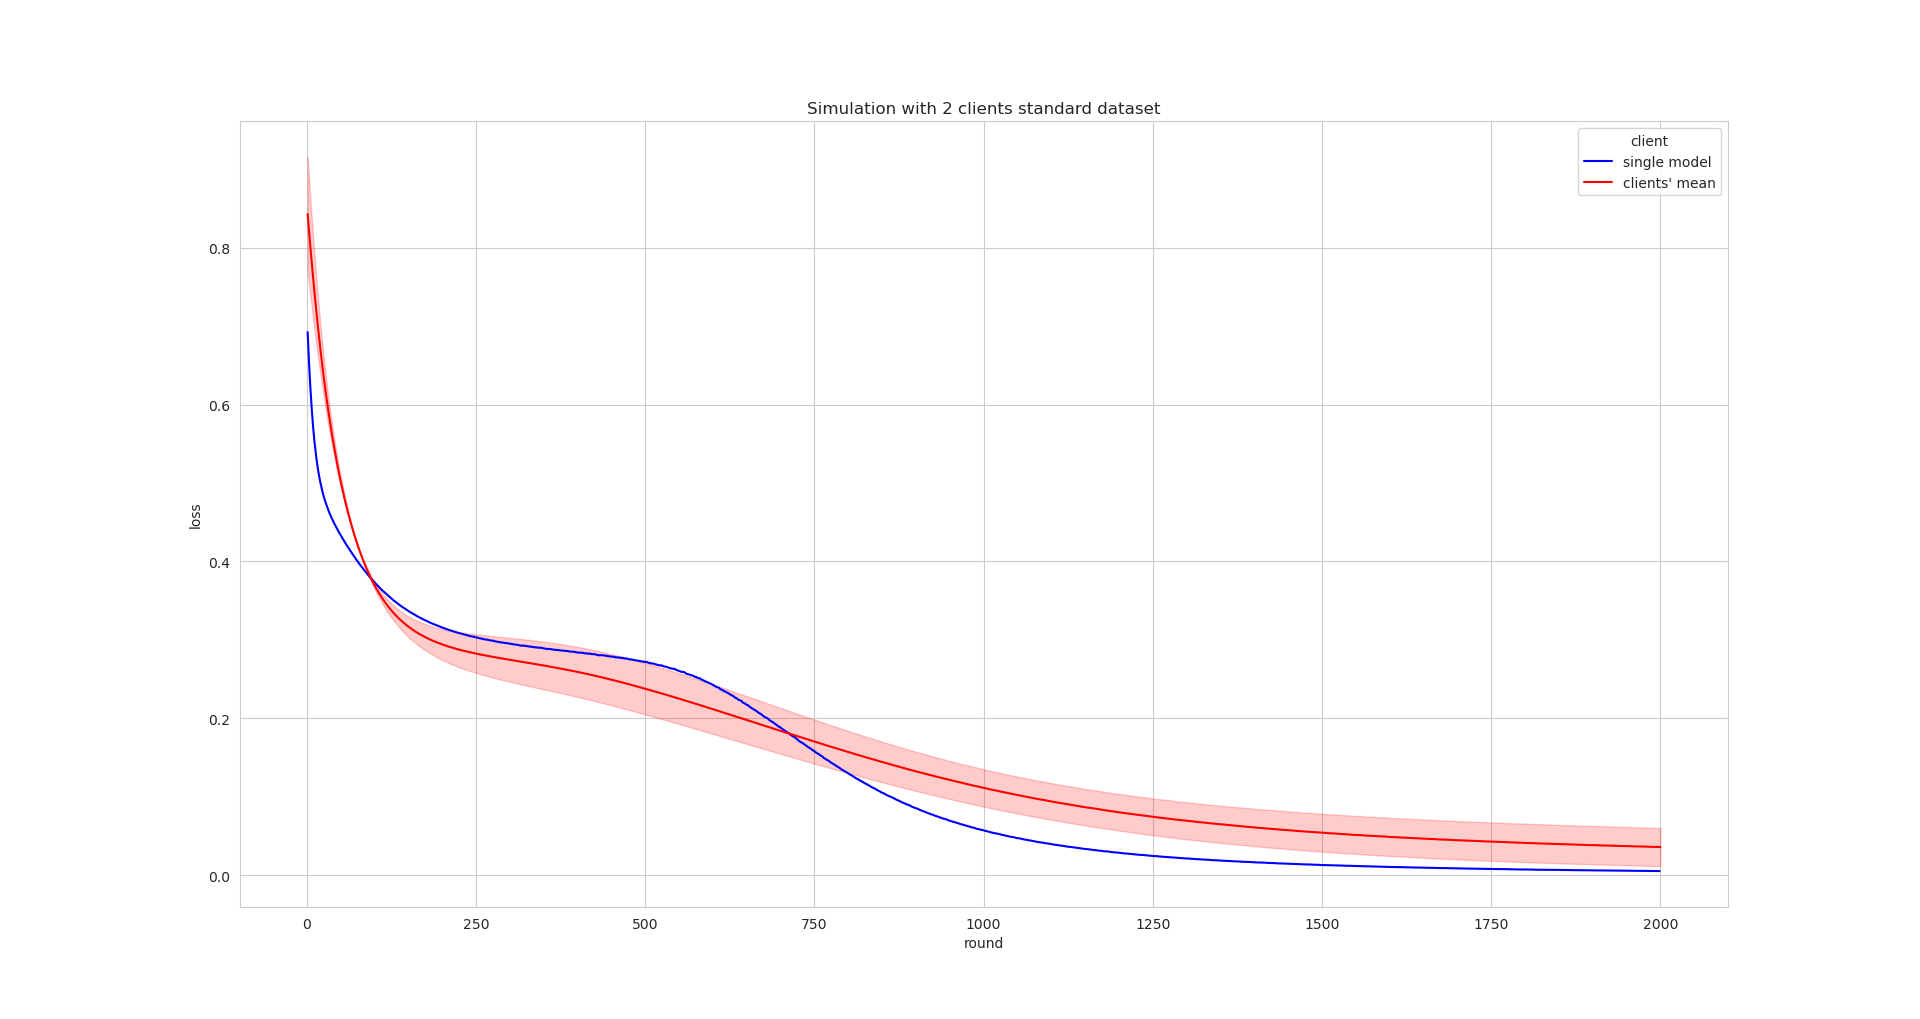 Simulation with 2 clients standard dataset
client
single model
clients' mean
loss
0.8
0.6
0.4
0.2
0.0
0 250 500 750 1000 1250 1500 1750 2000
round